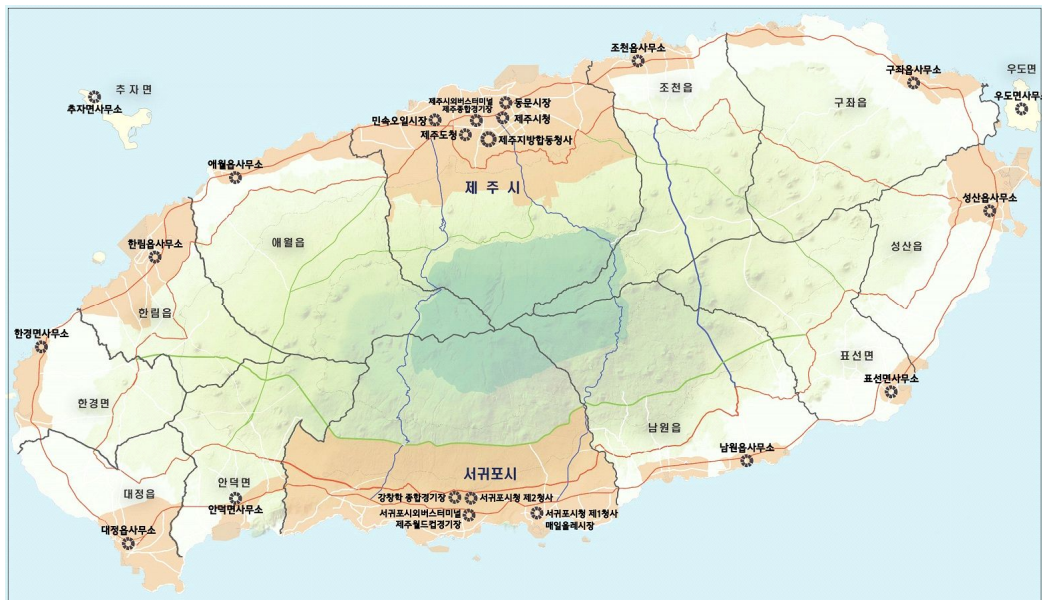 조천읍사무소
구좌읍사무소
우도면
추자면
추자면사무소
조천읍
구좌읍
제주시외버스터미널
제주종합경기장
동문시장
민속오일시장
제주시청
제주도청
제주지방합동청사
애월읍사무소
제주시
성산읍사무소
한림읍사무소
애월읍
성산읍
한림읍
한경면사무소
표선면
표선면사무소
한경면
남원읍
남원읍사무소
서귀포시
안덕면
대정읍
강창학 종합경기장
서귀포시청 제2청사
안덕면사무소
서귀포시외버스터미널
제주월드컵경기장
서귀포시청 제1청사
매일올레시장
대정읍사무소